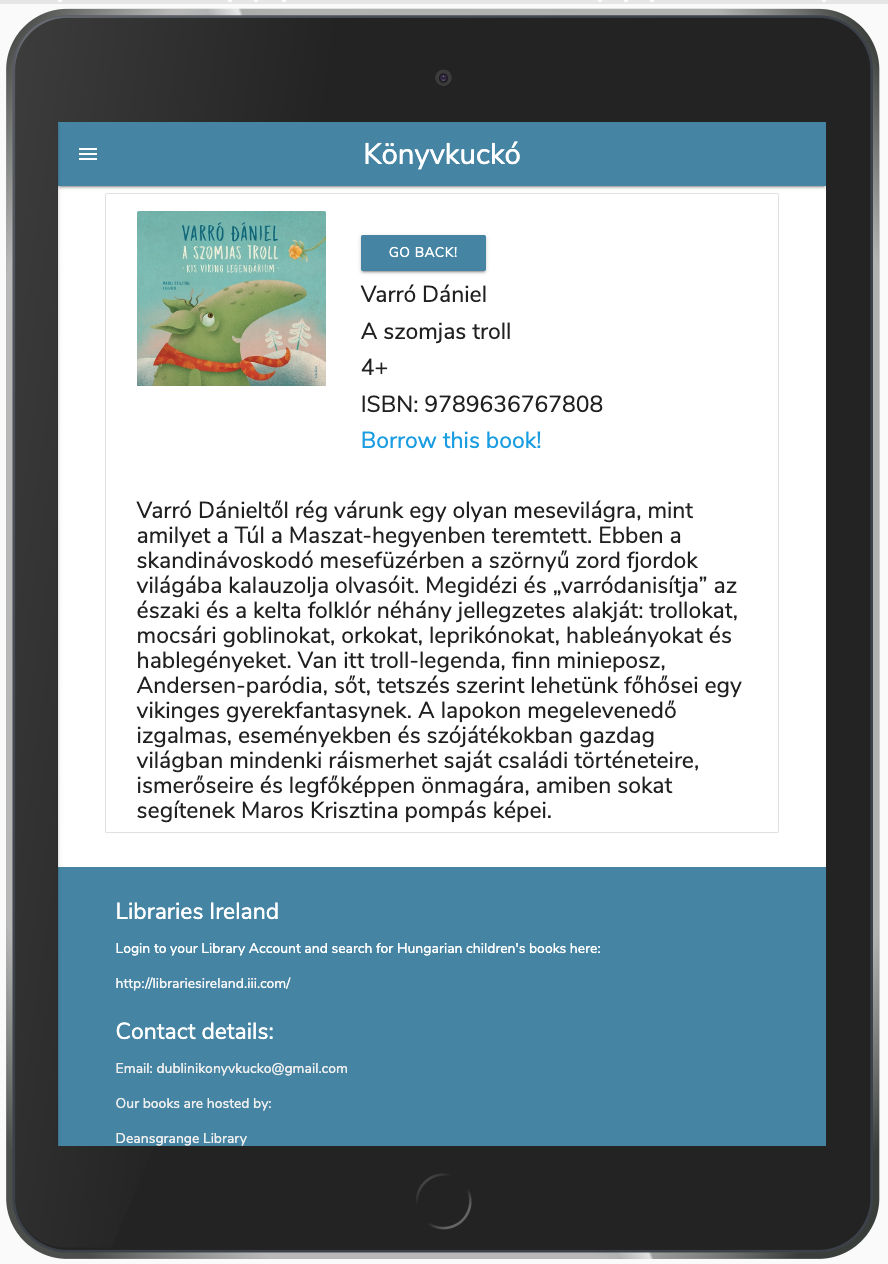 Könyvkuckó
VARRÓ DÁNIEL
A SZOMJAS TROLL
- KIS VIKING LEGENDÁRIUM -
GO BACK!
Varró Dániel
A szomjas troll
4+
ISBN: 9789636767808
Borrow this book!
Varró Dánieltől rég várunk egy olyan mesevilágra, mint
amilyet a Túl a Maszat-hegyenben teremtett. Ebben a
skandinávoskodó mesefüzérben a szörnyű zord fjordok
világába kalauzolja olvasóit. Megidézi és „varródanisítja” az
északi és a kelta folklór néhány jellegzetes alakját: trollokat,
mocsári goblinokat, orkokat, leprikónokat, hableányokat és
hablegényeket. Van itt troll-legenda, finn minieposz,
Andersen-paródia, sőt, tetszés szerint lehetünk főhősei egy
vikinges gyerekfantasynek. A lapokon megelevenedő
izgalmas, eseményekben és szójátékokban gazdag
világban mindenki ráismerhet saját családi történeteire,
ismerőseire és legfőképpen önmagára, amiben sokat
segítenek Maros Krisztina pompás képei.
Libraries Ireland
Login to your Library Account and search for Hungarian children's books here:
http://librariesireland.iii.com/
Contact details:
Email: dublinikonyvkucko@gmail.com
Our books are hosted by:
Deansgrange Library